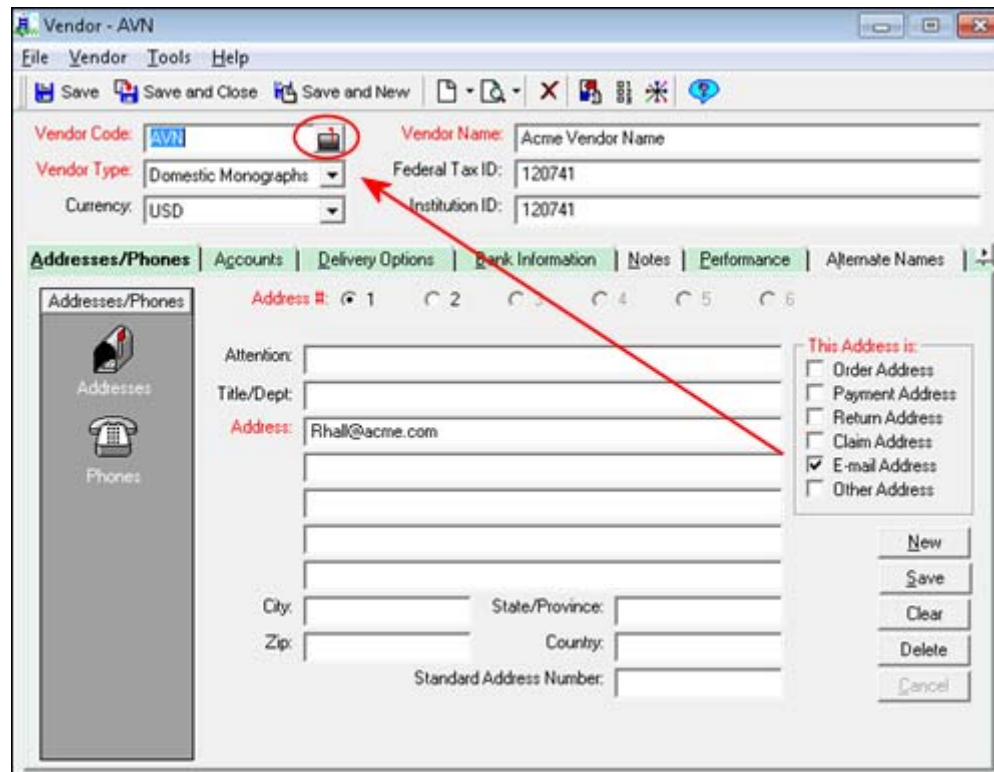 Vendor - AVN
File Vendor Tools Help
Save Save and Close Save and New
Vendor Code: AVN Vendor Name: Acme Vendor Name
Vendor Type: Domestic Monographs Federal Tax ID: 120741
Currency: USD Institution ID: 120741
Addresses/Phones Accounts Delivery Options Bank Information Notes Performance Alternate Names
Addresses/Phones Address #: 1 2 3 4 5 6
Addresses
Phones
Attention:
Title/Dept:
Address: Rhall@acme.com
This Address is:
Order Address
Payment Address
Return Address
Claim Address
E-mail Address
Other Address
New
Save
Clear
Delete
Cancel
City: State/Province:
Zip: Country:
Standard Address Number: